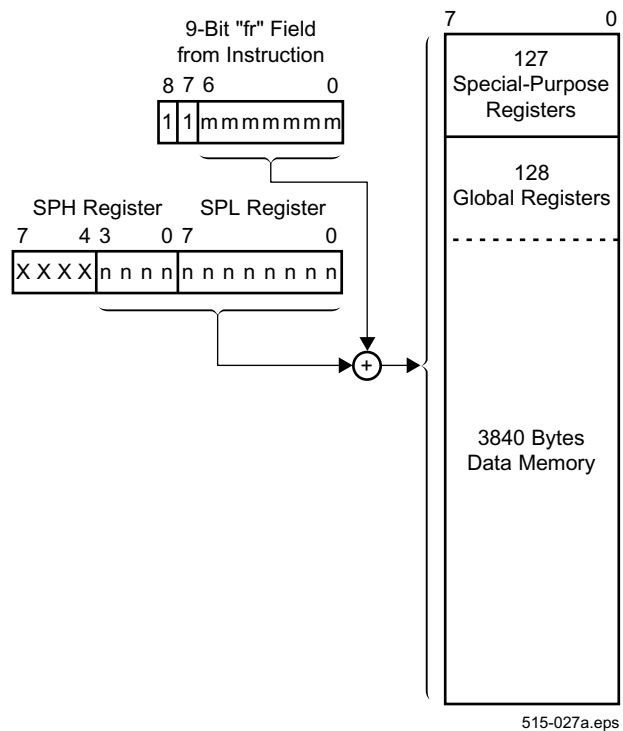 9-Bit "fr" Field
from Instruction
8 7 6 0
1 1 m m m m m m m
SPH Register SPL Register
7 4 3 0 7 0
X X X X n n n n n n n n n n n n
+
7 0
127
Special-Purpose
Registers
128
Global Registers
3840 Bytes
Data Memory
515-027a.eps